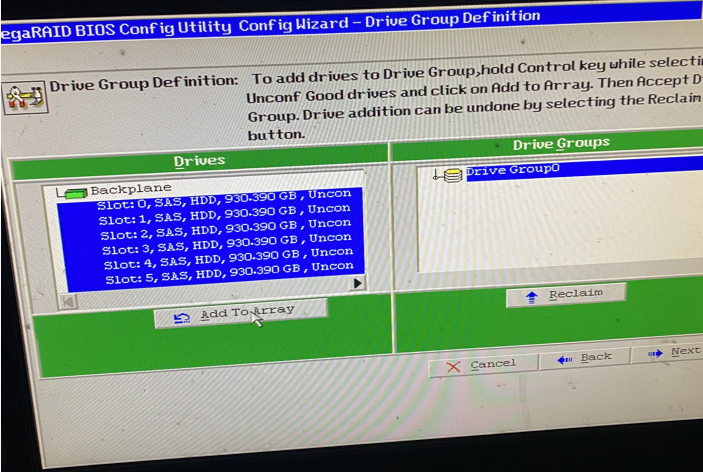 egaRAID BIOS Config Utility Config Wizard – Drive Group Definition
Drive Group Definition: To add drives to Drive Group,hold Control key while selecti
Unconf Good drives and click on Add to Array. Then Accept D
Group. Drive addition can be undone by selecting the Reclaim
button.
Drives
Drive Groups
Backplane
Slot: 0, SAS, HDD, 930.390 GB , Uncon
Slot: 1, SAS, HDD, 930.390 GB , Uncon
Slot: 2, SAS, HDD, 930.390 GB , Uncon
Slot: 3, SAS, HDD, 930.390 GB , Uncon
Slot: 4, SAS, HDD, 930.390 GB , Uncon
Slot: 5, SAS, HDD, 930.390 GB , Uncon
Drive Group0
Add To Array
Reclaim
Cancel
Back
Next